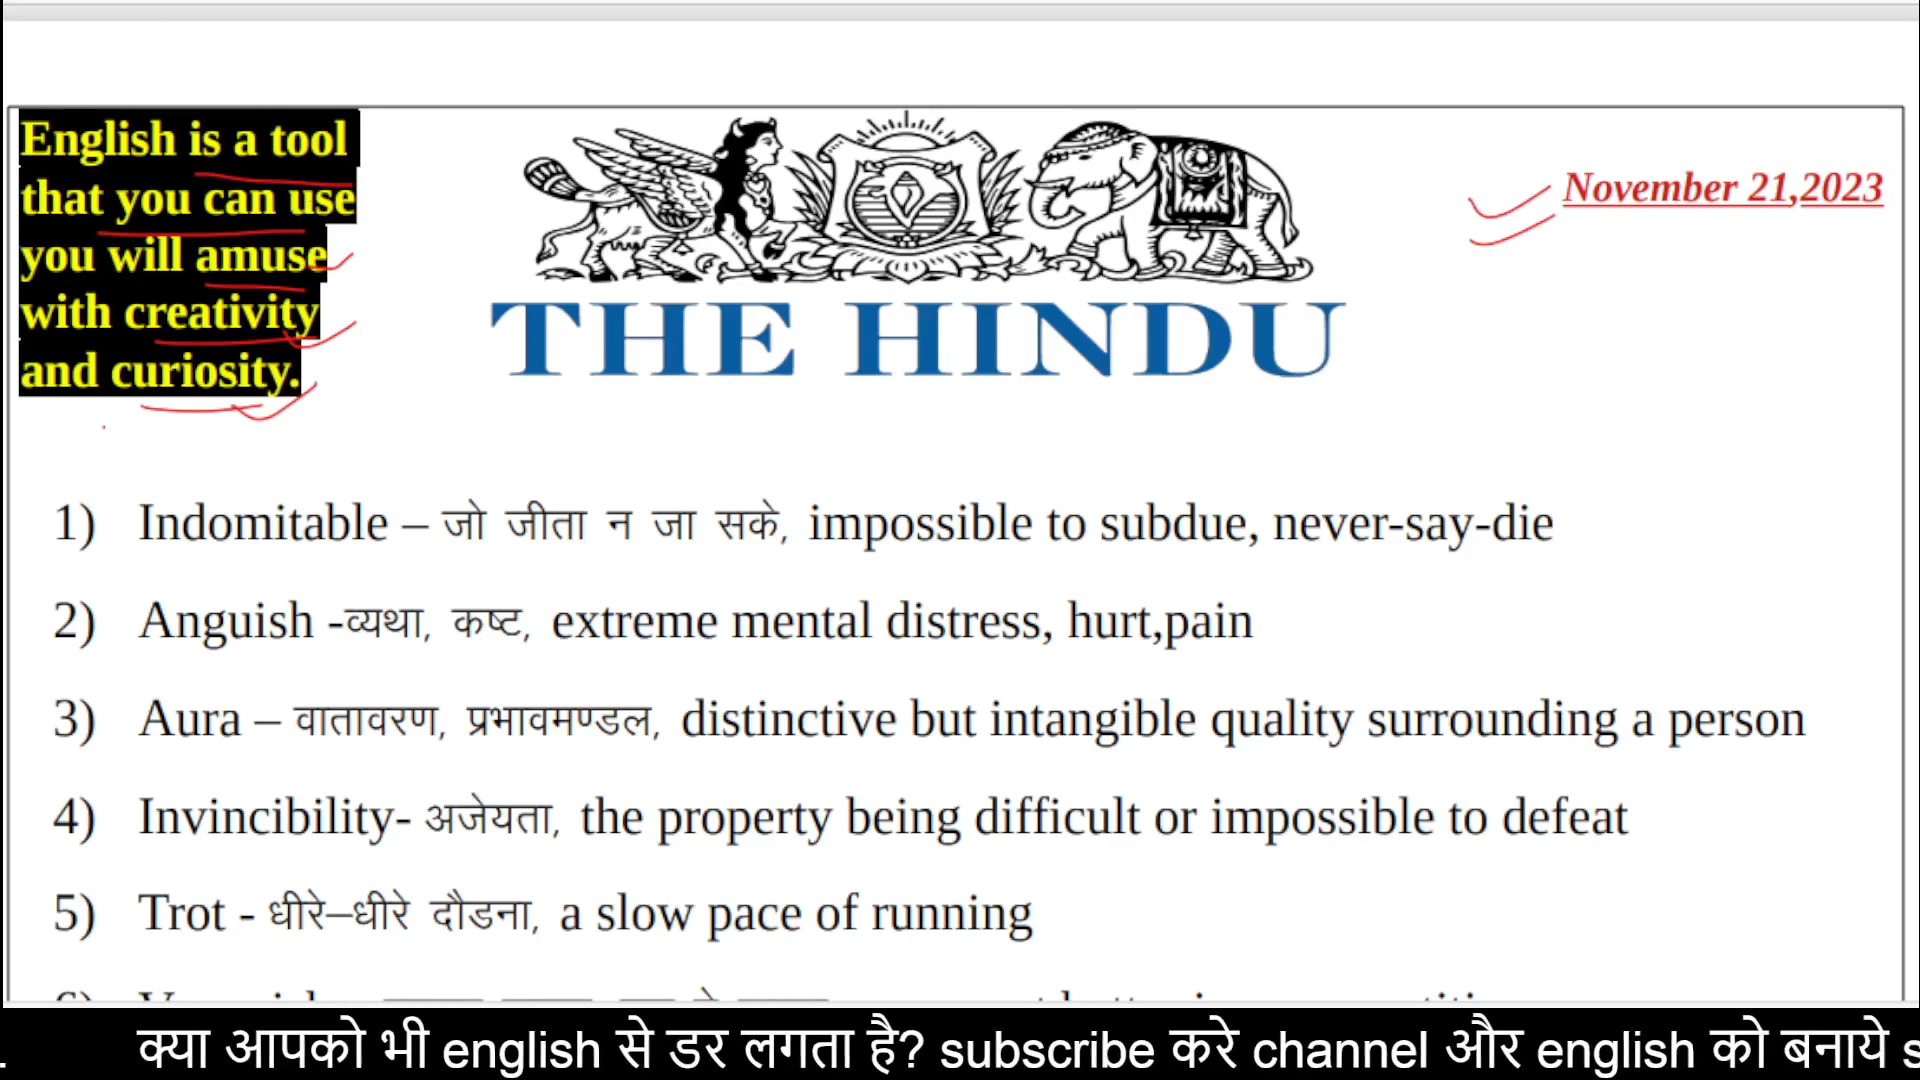 English is a tool
that you can use
you will amuse
with creativity
and curiosity.
November 21,2023
THE HINDU
1) Indomitable – जो जीता न जा सके, impossible to subdue, never-say-die
2) Anguish -व्यथा, कष्ट, extreme mental distress, hurt,pain
3) Aura – वातावरण, प्रभावमण्डल, distinctive but intangible quality surrounding a person
4) Invincibility- अजेयता, the property being difficult or impossible to defeat
5) Trot - धीरे–धीरे दौडना, a slow pace of running
क्या आपको भी english से डर लगता है? subscribe करे channel और english को बनाये